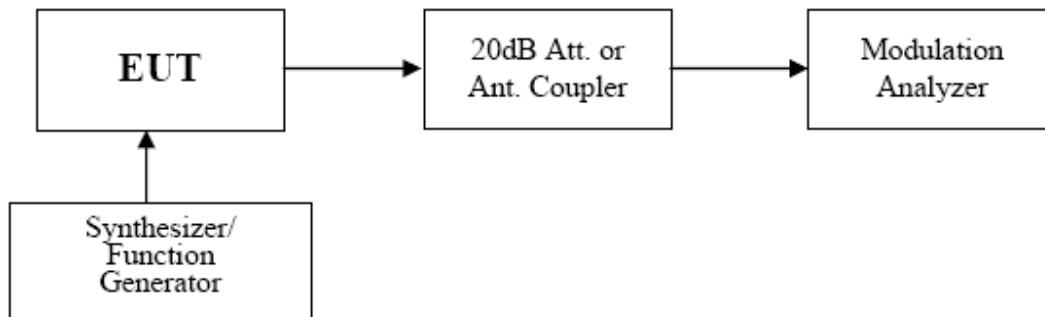 EUT
20dB Att. or
Ant. Coupler
Modulation
Analyzer
Synthesizer/
Function
Generator